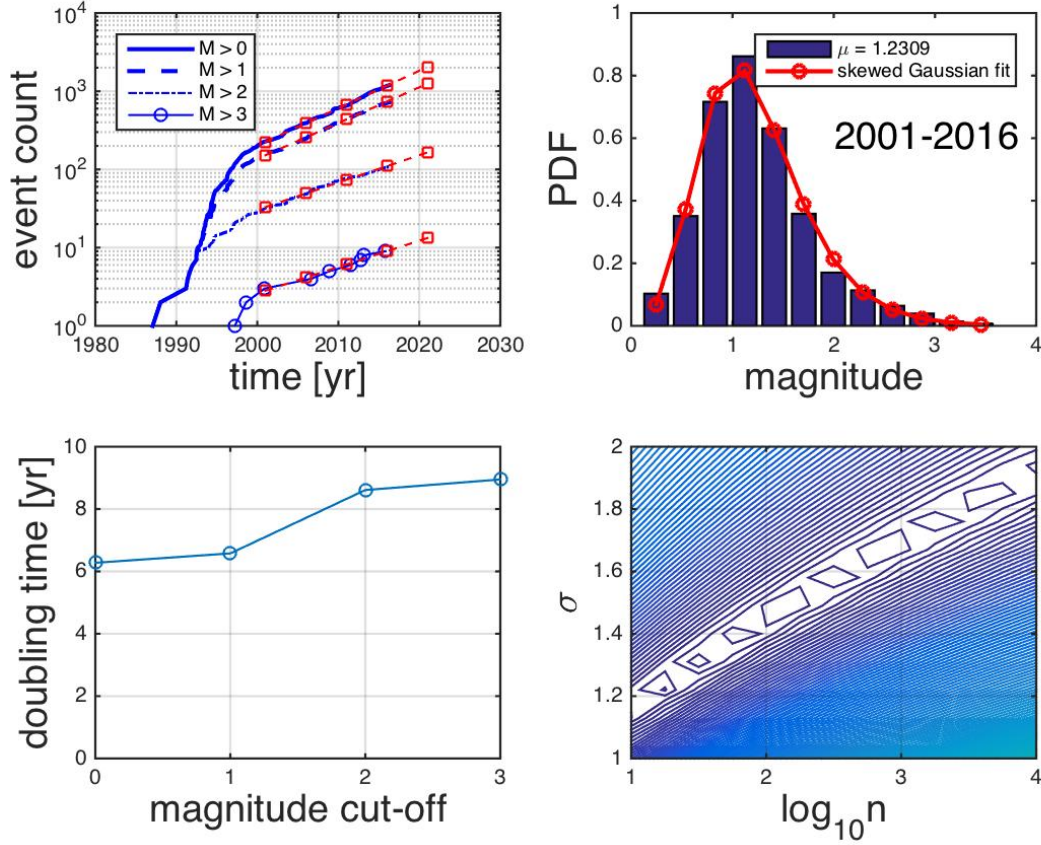 event count
10^4
10^3
10^2
10^1
10^0
M > 0
M > 1
M > 2
M > 3
1980 1990 2000 2010 2020 2030
time [yr]
PDF
1
0.8
0.6
0.4
0.2
0
μ = 1.2309
skewed Gaussian fit
2001-2016
0 1 2 3 4
magnitude
doubling time [yr]
10
8
6
4
2
0
0 1 2 3
magnitude cut-off
σ
2
1.8
1.6
1.4
1.2
1
1 2 3 4
log₁₀n